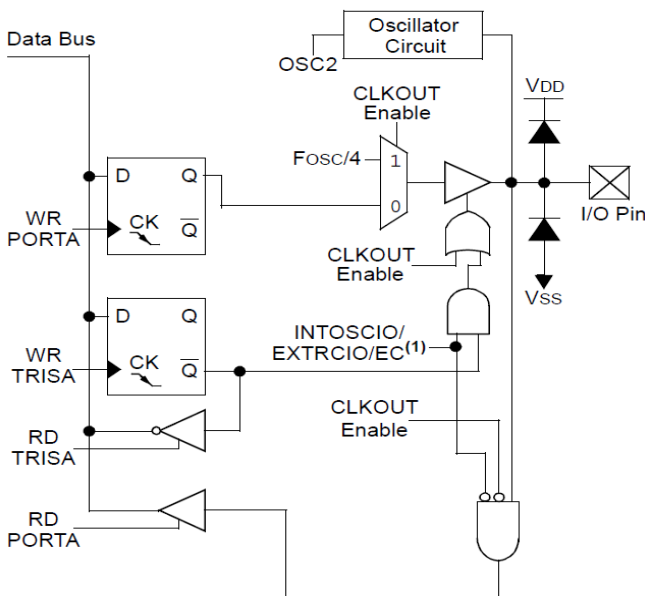 Data Bus
Oscillator
Circuit
OSC2
CLKOUT
Enable
VDD
FOSC/4
1
0
D
Q
CK
Q
WR
PORTA
I/O Pin
CLKOUT
Enable
VSS
D
Q
CK
Q
WR
TRISA
INTOSCIO/
EXTRCIO/EC(1)
CLKOUT
Enable
RD
TRISA
RD
PORTA